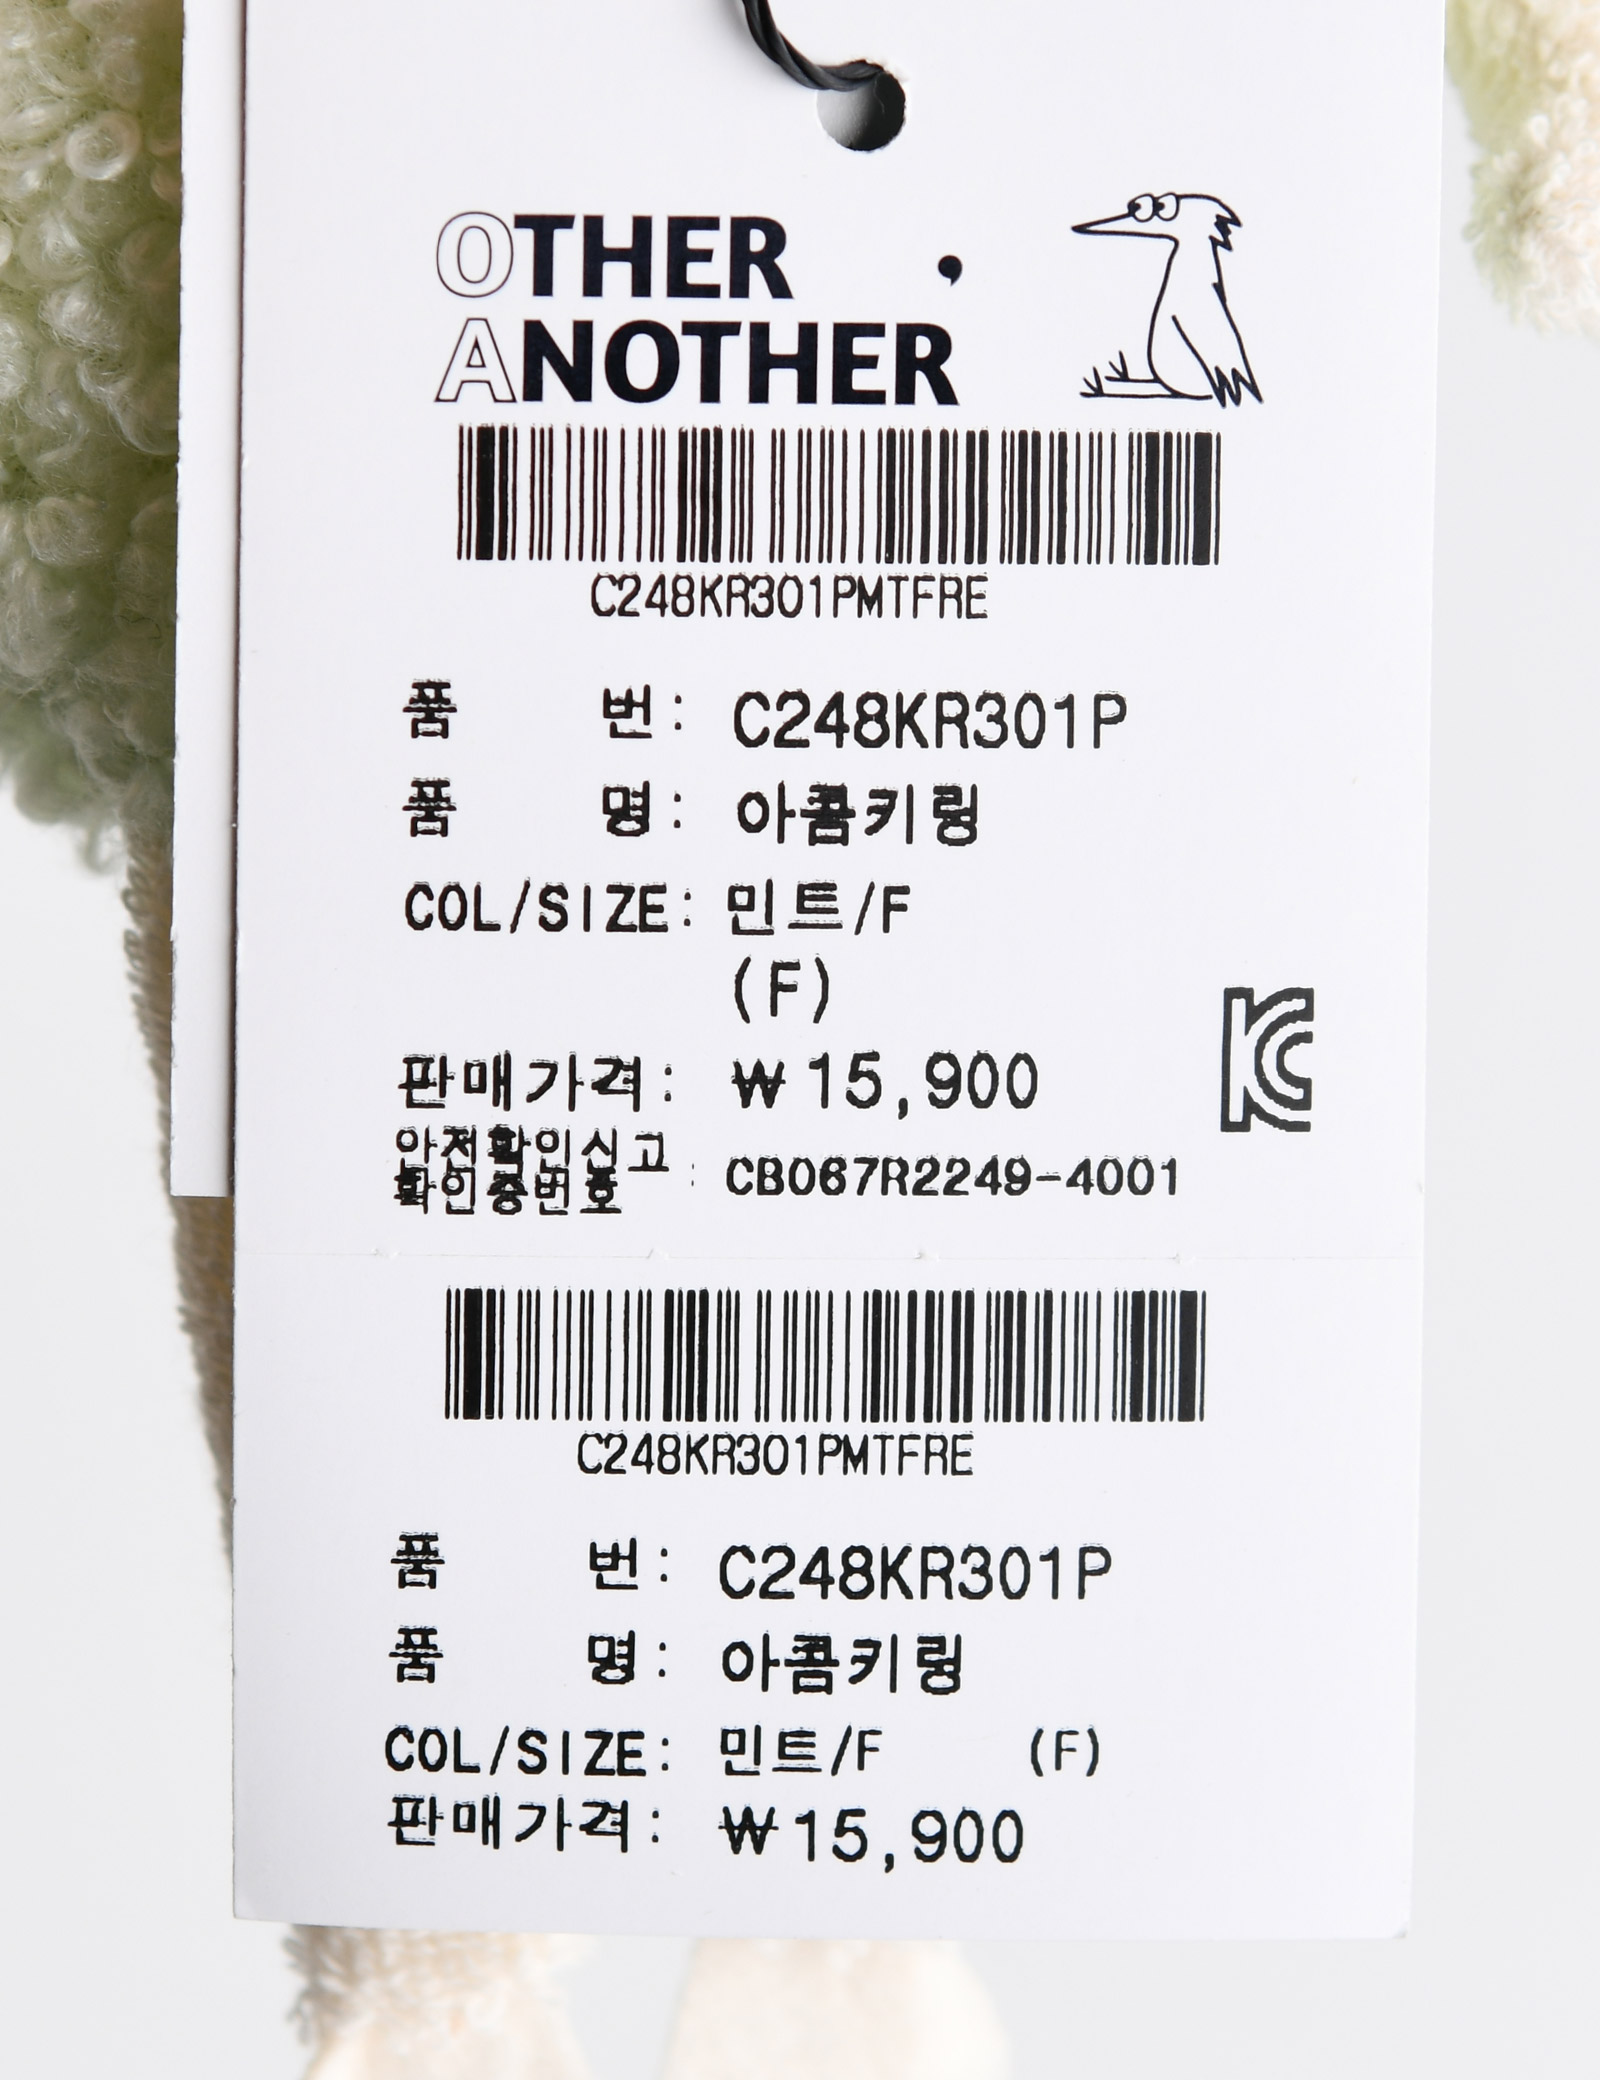 OTHER ,
ANOTHER
C248KR301PMTFRE
품 번: C248KR301P
품 명: 아콤키링
COL/SIZE: 민트/F
(F)
판매가격: ₩15,900
안전확인신고
확인증번호 : CB067R2249-4001
KC
C248KR301PMTFRE
품 번: C248KR301P
품 명: 아콤키링
COL/SIZE: 민트/F (F)
판매가격: ₩15,900